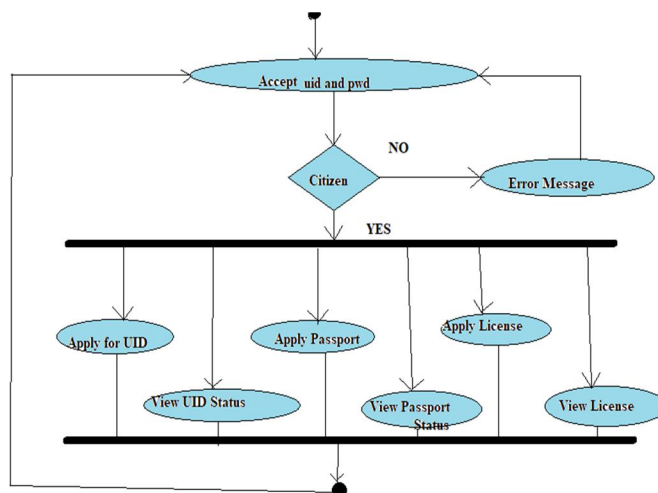 Accept uid and pwd
NO
Citizen
Error Message
YES
Apply for UID
Apply Passport
Apply License
View UID Status
View Passport
Status
View License